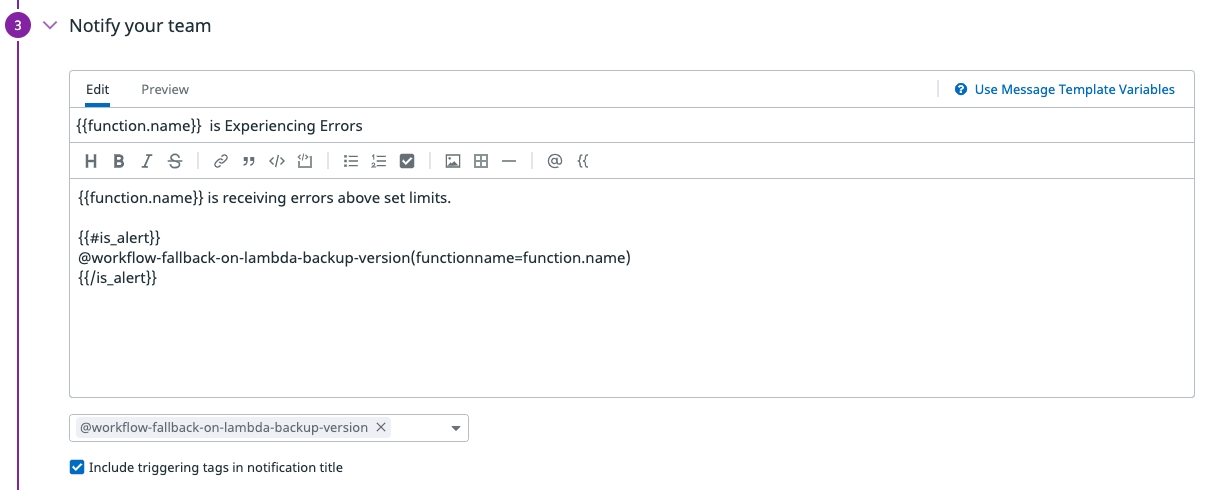 3 Notify your team
Edit Preview Use Message Template Variables
{{function.name}} is Experiencing Errors
H B I S
{{function.name}} is receiving errors above set limits.
{{#is_alert}}
@workflow-fallback-on-lambda-backup-version(functionname=function.name)
{{/is_alert}}
@workflow-fallback-on-lambda-backup-version
Include triggering tags in notification title